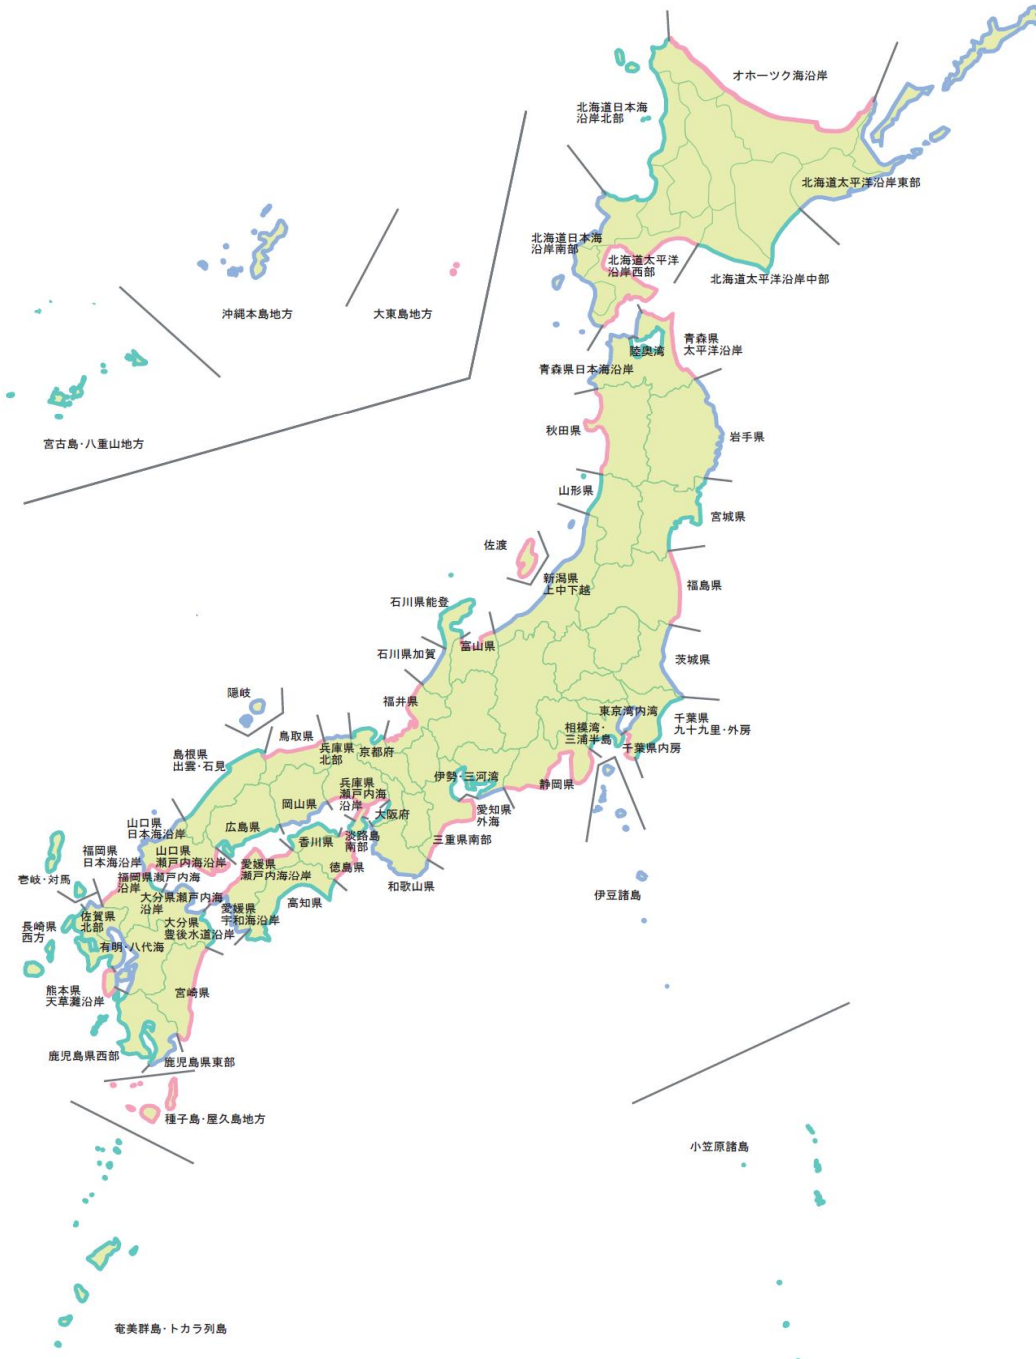 オホーツク海沿岸
北海道日本海
沿岸北部
北海道太平洋沿岸東部
北海道日本海
沿岸南部
北海道太平洋
沿岸西部
北海道太平洋沿岸中部
沖縄本島地方
大東島地方
青森県
太平洋沿岸
陸奥湾
青森県日本海沿岸
宮古島・八重山地方
秋田県
岩手県
山形県
宮城県
佐渡
新潟県
上中下越
福島県
石川県能登
富山県
石川県加賀
茨城県
隠岐
福井県
東京湾内湾
千葉県
九十九里・外房
相模湾・
三浦半島
千葉県内房
鳥取県
兵庫県
北部
京都府
島根県
出雲・石見
伊勢・三河湾
静岡県
兵庫県
瀬戸内海
沿岸
岡山県
大阪府
愛知県
外海
山口県
日本海沿岸
広島県
香川県
淡路島
南部
三重県南部
福岡県
日本海沿岸
山口県
瀬戸内海沿岸
愛媛県
瀬戸内海沿岸
徳島県
和歌山県
壱岐・対馬
福岡県瀬戸内海
沿岸
大分県瀬戸内海
沿岸
高知県
伊豆諸島
佐賀県
北部
愛媛県
宇和海沿岸
長崎県
西方
大分県
豊後水道沿岸
有明・八代海
熊本県
天草灘沿岸
宮崎県
鹿児島県西部
鹿児島県東部
種子島・屋久島地方
小笠原諸島
奄美群島・トカラ列島